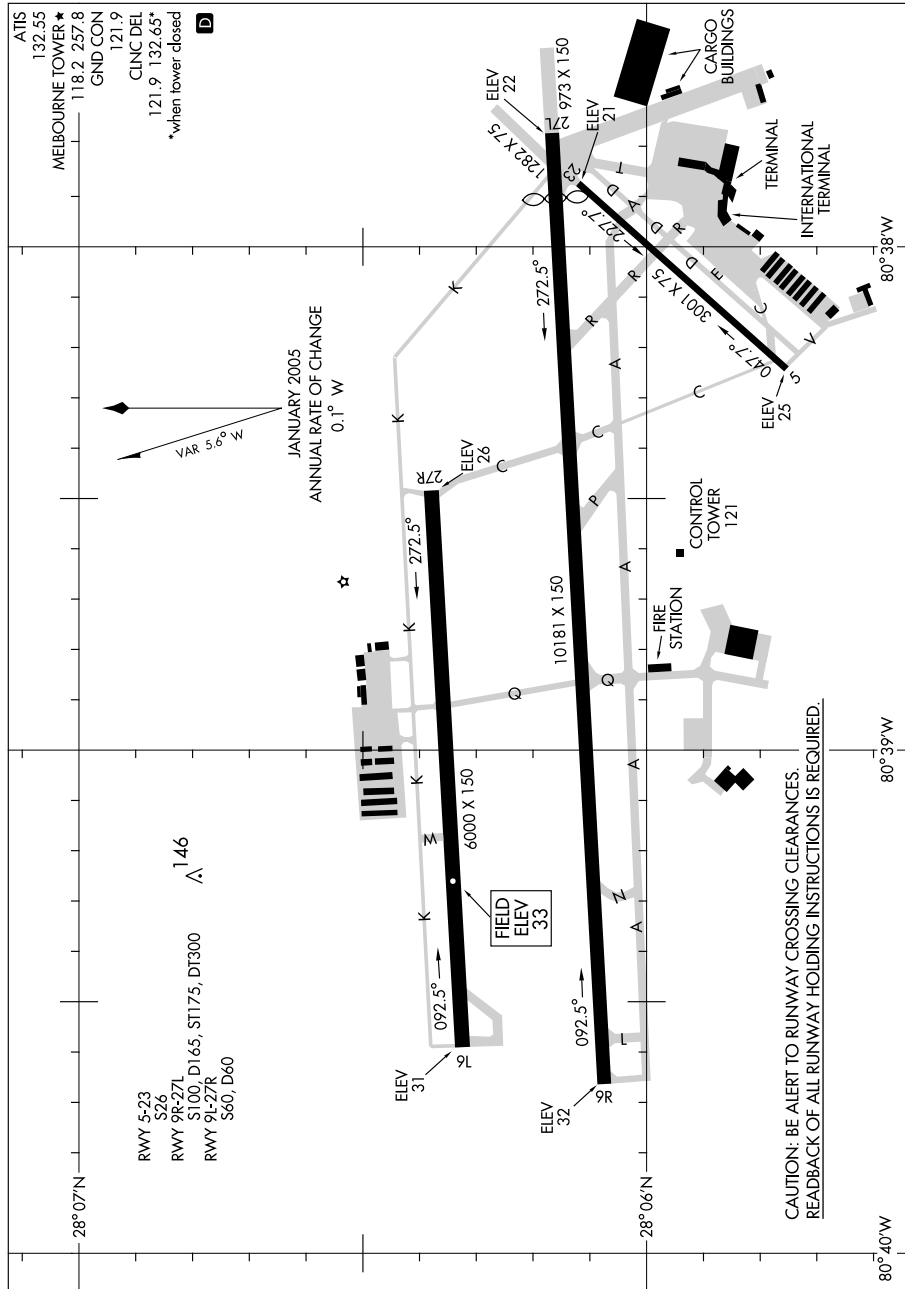 ATIS
132.55
MELBOURNE TOWER ★
118.2 257.8
GND CON
121.9
CLNC DEL
121.9 132.65*
*when tower closed
D
RWY 5-23
S26
RWY 9R-27L
S100, D165, ST175, DT300
RWY 9L-27R
S60, D60
146
28°07'N
VAR 5.6° W
JANUARY 2005
ANNUAL RATE OF CHANGE
0.1° W
K
K
K
K
K
K
W
ELEV
31
9L
092.5°
FIELD
ELEV
33
6000 X 150
272.5°
27R
ELEV
26
Q
Q
C
C
C
C
ELEV
32
9R
092.5°
10181 X 150
272.5°
27L
ELEV
22
973 X 150
1282 X 75
23
ELEV
21
227.7°
3001 X 75
047.7°
5
ELEV
25
L
N
A
A
A
A
A
P
R
R
R
D
D
D
T
E
V
28°06'N
FIRE
STATION
CONTROL
TOWER
121
CARGO
BUILDINGS
TERMINAL
INTERNATIONAL
TERMINAL
CAUTION: BE ALERT TO RUNWAY CROSSING CLEARANCES.
READBACK OF ALL RUNWAY HOLDING INSTRUCTIONS IS REQUIRED.
80°40'W
80°39'W
80°38'W